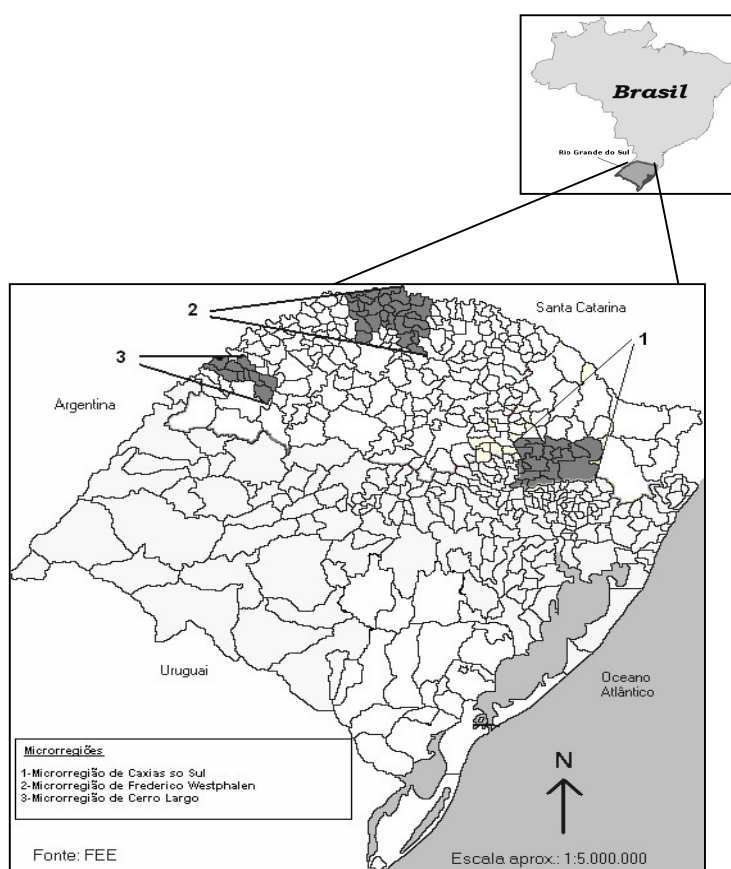 Brasil
Rio Grande do Sul
2
Santa Catarina
1
3
Argentina
Uruguai
Oceano
Atlântico
Microrregiões
1-Microrregião de Caxias so Sul
2-Microrregião de Frederico Westphalen
3-Microrregião de Cerro Largo
N
Fonte: FEE
Escala aprox.: 1:5.000.000